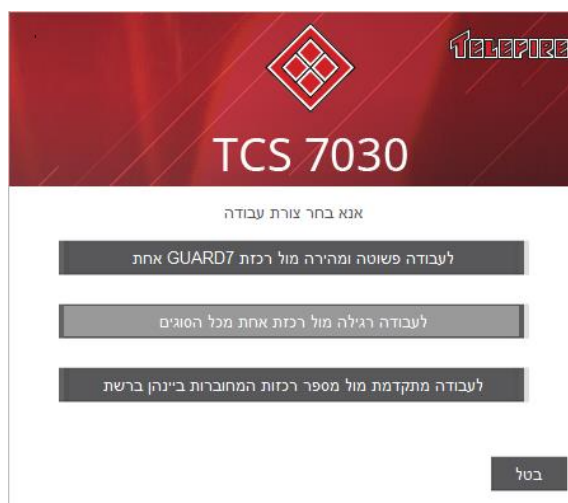 TELEFIRE
TCS 7030
אנא בחר צורת עבודה
לעבודה פשוטה ומהירה מול רכזת GUARD7 אחת
לעבודה רגילה מול רכזת אחת מכל הסוגים
לעבודה מתקדמת מול מספר רכזות המחוברות ביינהן ברשת
בטל